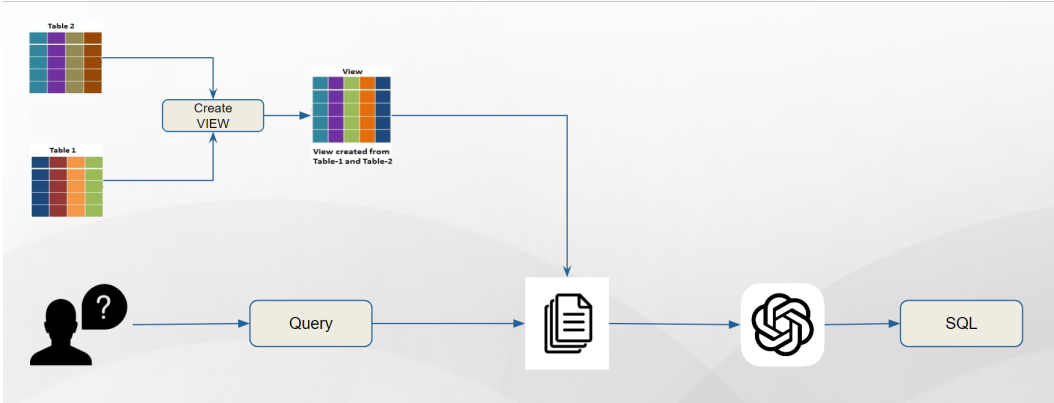 Table 2
Create
VIEW
View
View created from
Table-1 and Table-2
Table 1
?
Query
SQL